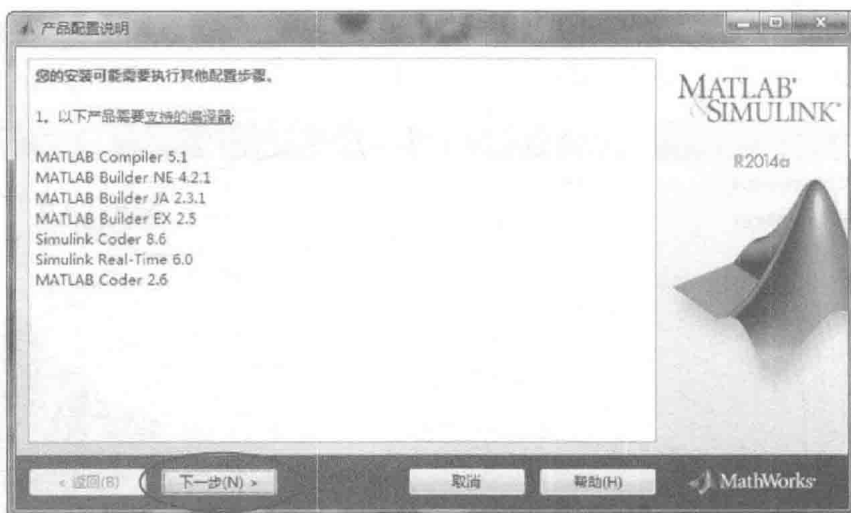 产品配置说明
您的安装可能需要执行其他配置步骤。
1. 以下产品需要支持的编译器:
MATLAB Compiler 5.1
MATLAB Builder NE 4.2.1
MATLAB Builder JA 2.3.1
MATLAB Builder EX 2.5
Simulink Coder 8.6
Simulink Real-Time 6.0
MATLAB Coder 2.6
MATLAB®
&SIMULINK®
R2014a
< 返回(B)
下一步(N) >
取消
帮助(H)
MathWorks®